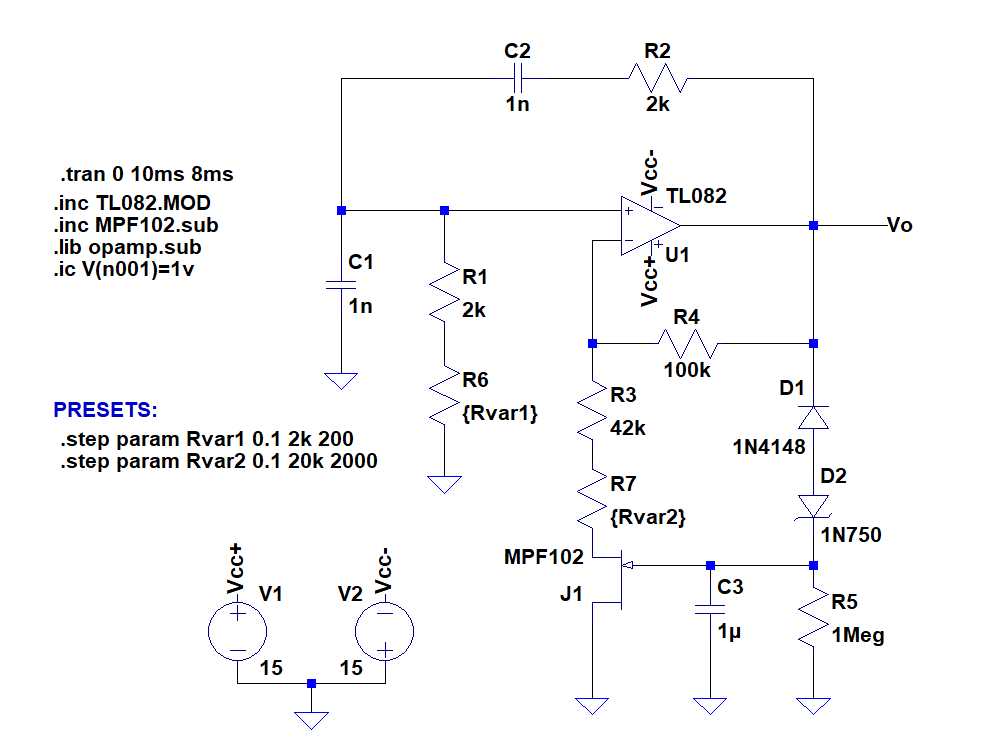 C2
R2
1n
2k
.tran 0 10ms 8ms
.inc TL082.MOD
.inc MPF102.sub
.lib opamp.sub
.ic V(n001)=1v
Vcc-
TL082
U1
Vcc+
Vo
C1
1n
R1
2k
R4
100k
R6
{Rvar1}
R3
42k
D1
1N4148
PRESETS:
.step param Rvar1 0.1 2k 200
.step param Rvar2 0.1 20k 2000
R7
{Rvar2}
D2
1N750
MPF102
J1
C3
1µ
R5
1Meg
Vcc+
V1
15
Vcc-
V2
15